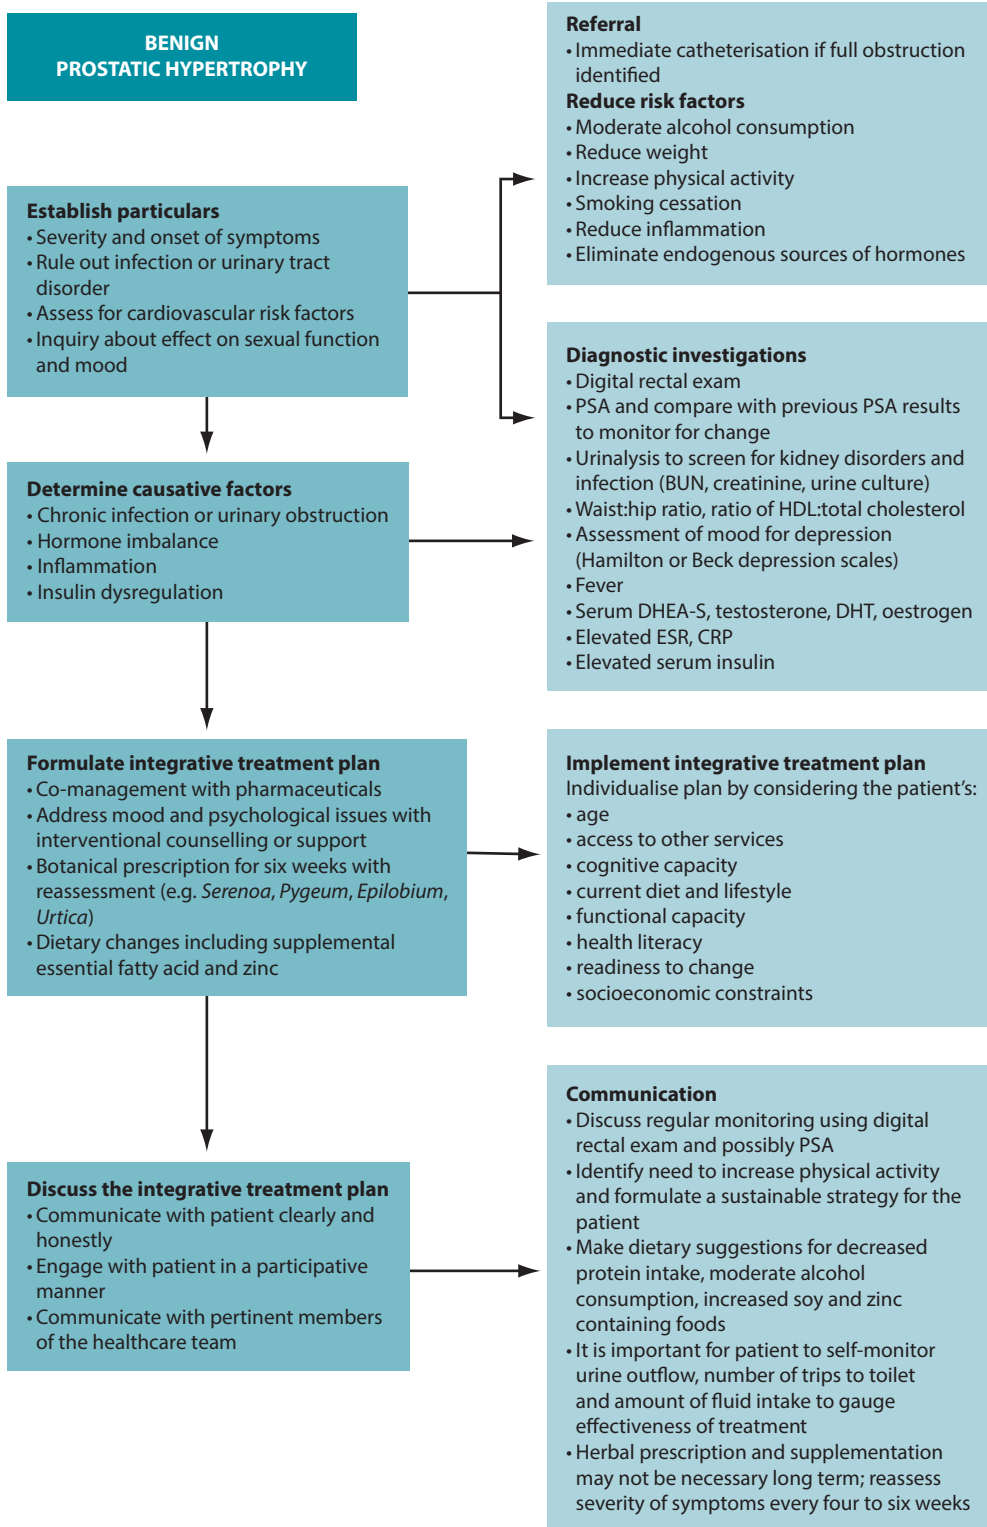 BENIGN
PROSTATIC HYPERTROPHY
Establish particulars
• Severity and onset of symptoms
• Rule out infection or urinary tract
disorder
• Assess for cardiovascular risk factors
• Inquiry about effect on sexual function
and mood
Referral
• Immediate catheterisation if full obstruction
identified
Reduce risk factors
• Moderate alcohol consumption
• Reduce weight
• Increase physical activity
• Smoking cessation
• Reduce inflammation
• Eliminate endogenous sources of hormones
Determine causative factors
• Chronic infection or urinary obstruction
• Hormone imbalance
• Inflammation
• Insulin dysregulation
Diagnostic investigations
• Digital rectal exam
• PSA and compare with previous PSA results
to monitor for change
• Urinalysis to screen for kidney disorders and
infection (BUN, creatinine, urine culture)
• Waist:hip ratio, ratio of HDL:total cholesterol
• Assessment of mood for depression
(Hamilton or Beck depression scales)
• Fever
• Serum DHEA-S, testosterone, DHT, oestrogen
• Elevated ESR, CRP
• Elevated serum insulin
Formulate integrative treatment plan
• Co-management with pharmaceuticals
• Address mood and psychological issues with
interventional counselling or support
• Botanical prescription for six weeks with
reassessment (e.g. Serenoa, Pygeum, Epilobium,
Urtica)
• Dietary changes including supplemental
essential fatty acid and zinc
Implement integrative treatment plan
Individualise plan by considering the patient's:
• age
• access to other services
• cognitive capacity
• current diet and lifestyle
• functional capacity
• health literacy
• readiness to change
• socioeconomic constraints
Discuss the integrative treatment plan
• Communicate with patient clearly and
honestly
• Engage with patient in a participative
manner
• Communicate with pertinent members
of the healthcare team
Communication
• Discuss regular monitoring using digital
rectal exam and possibly PSA
• Identify need to increase physical activity
and formulate a sustainable strategy for the
patient
• Make dietary suggestions for decreased
protein intake, moderate alcohol
consumption, increased soy and zinc
containing foods
• It is important for patient to self-monitor
urine outflow, number of trips to toilet
and amount of fluid intake to gauge
effectiveness of treatment
• Herbal prescription and supplementation
may not be necessary long term; reassess
severity of symptoms every four to six weeks